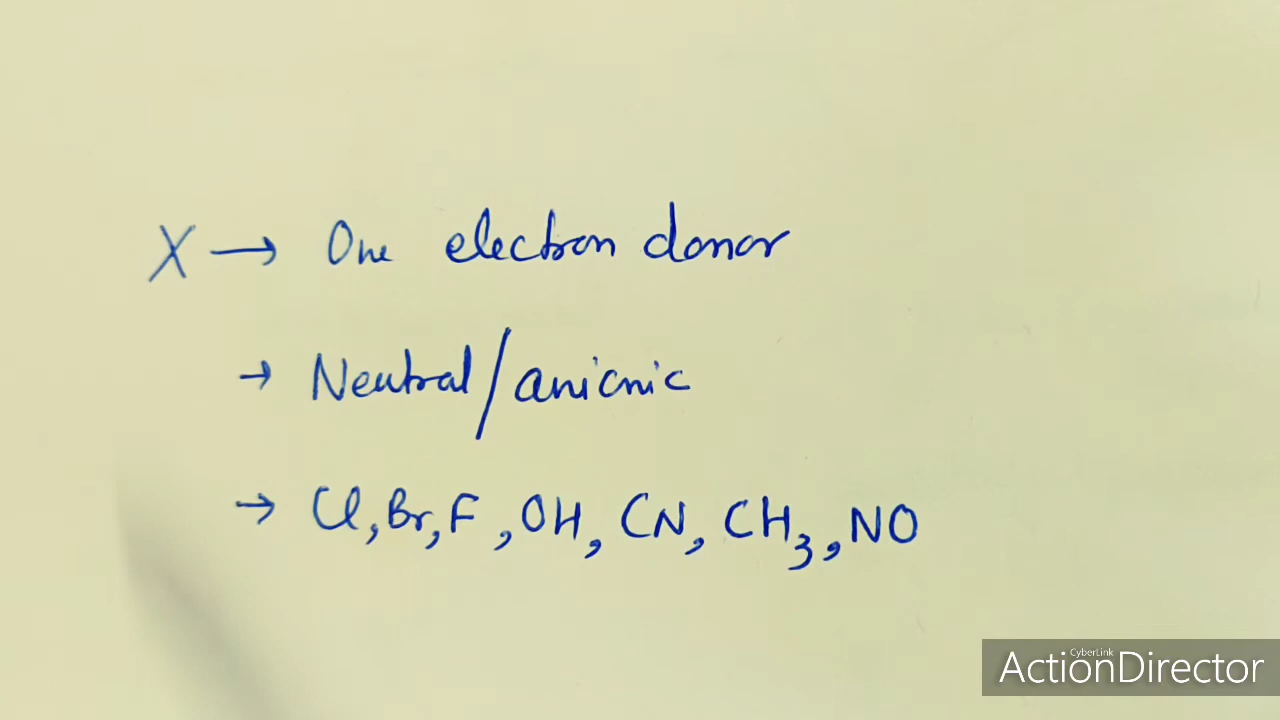 X → One electron donor
→ Neutral/anionic
→ Cl, Br, F, OH, CN, CH₃, NO
CyberLink
ActionDirector